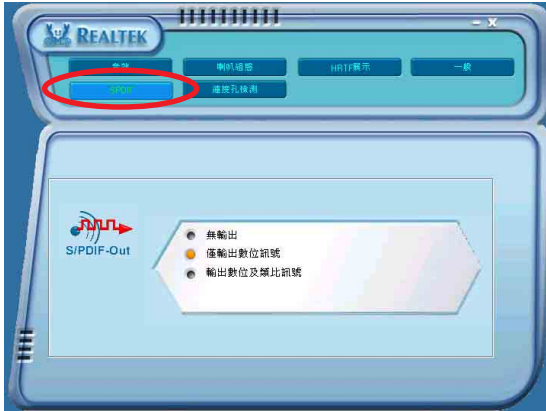 REALTEK
音效 喇叭組態 HRTF展示 一般
SPDIF 連接孔檢測
S/PDIF-Out
無輸出
僅輸出數位訊號
輸出數位及類比訊號